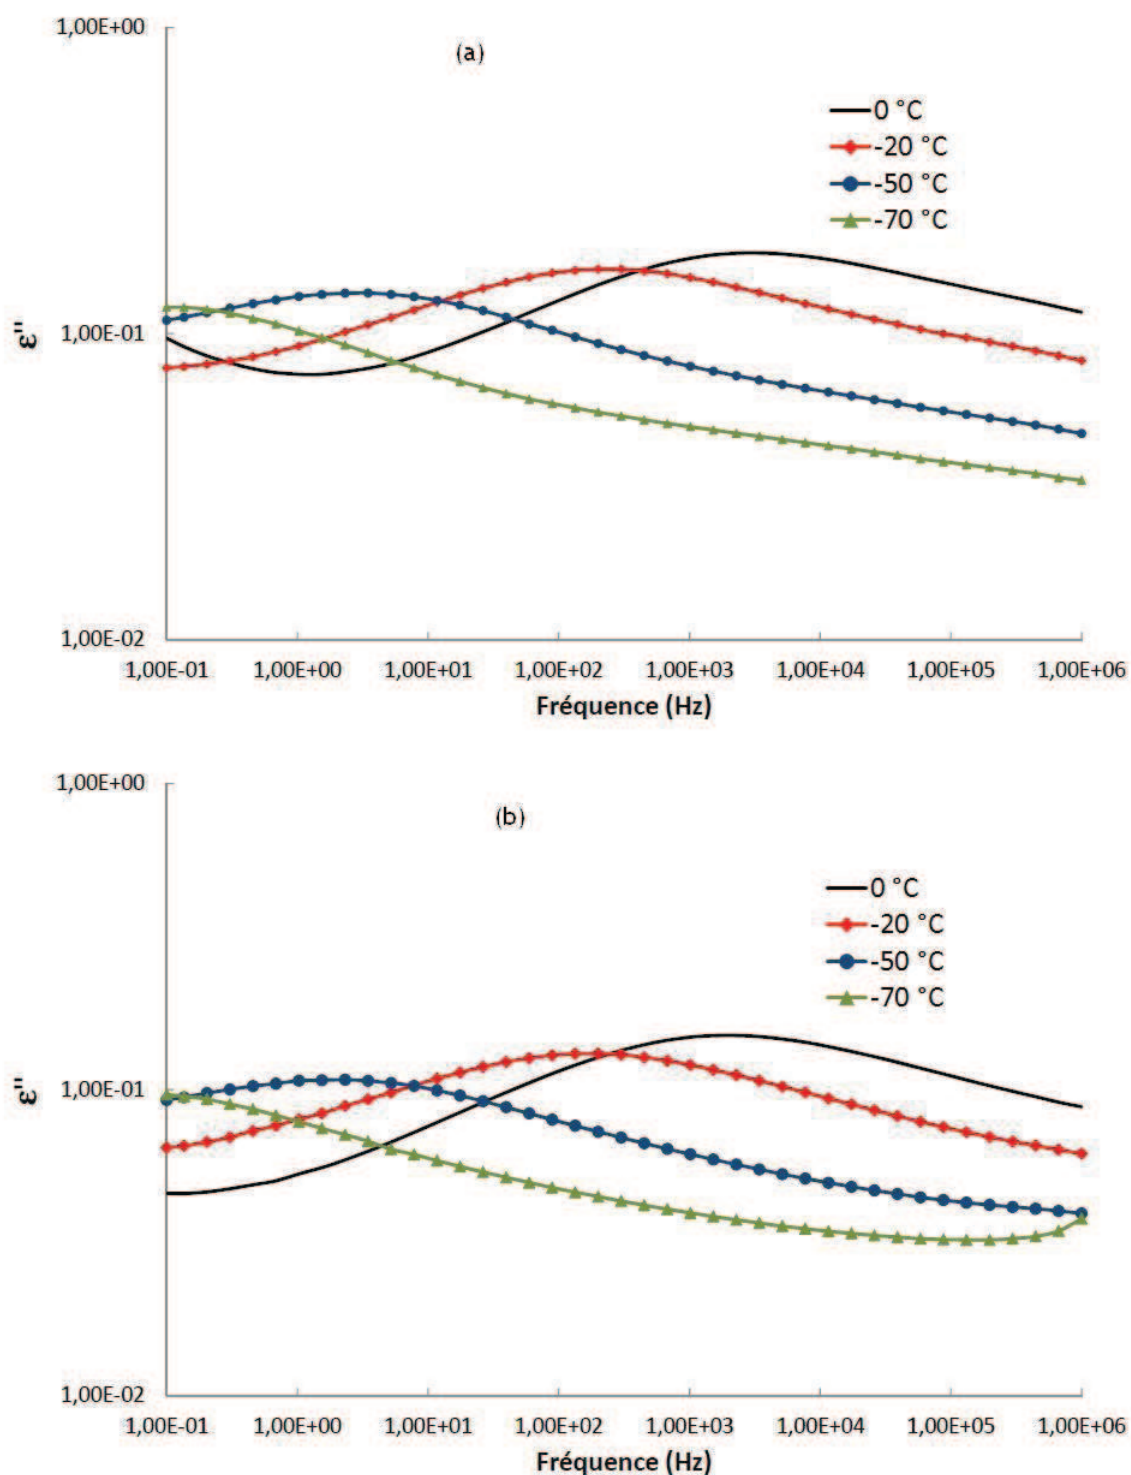 1,00E+00
(a)
0 °C
-20 °C
-50 °C
-70 °C
ε"
1,00E-01
1,00E-02
1,00E-01 1,00E+00 1,00E+01 1,00E+02 1,00E+03 1,00E+04 1,00E+05 1,00E+06
Fréquence (Hz)
1,00E+00
(b)
0 °C
-20 °C
-50 °C
-70 °C
ε"
1,00E-01
1,00E-02
1,00E-01 1,00E+00 1,00E+01 1,00E+02 1,00E+03 1,00E+04 1,00E+05 1,00E+06
Fréquence (Hz)